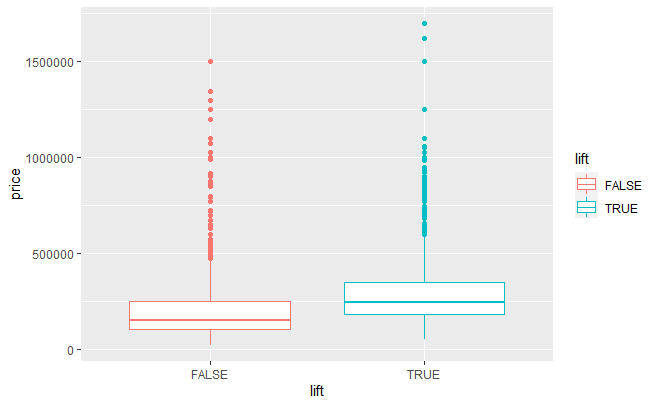 price
1500000
1000000
500000
0
FALSE TRUE
lift
lift
FALSE
TRUE